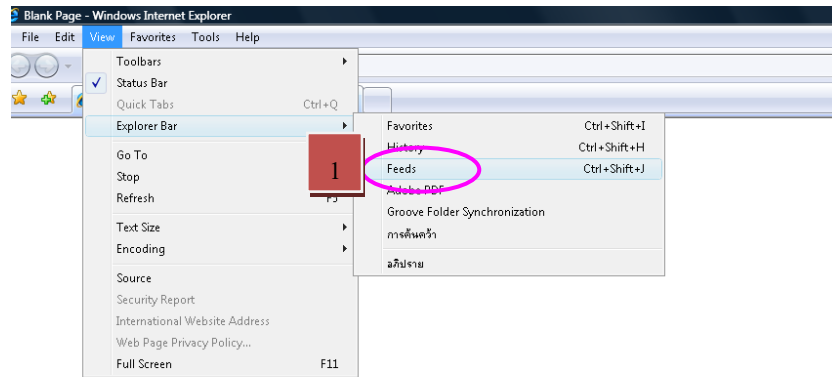 Blank Page - Windows Internet Explorer
File Edit View Favorites Tools Help
Toolbars
Status Bar
Quick Tabs Ctrl+Q
Explorer Bar
Go To
Stop
Refresh F5
Text Size
Encoding
Source
Security Report
International Website Address
Web Page Privacy Policy...
Full Screen F11
1
Favorites Ctrl+Shift+I
History Ctrl+Shift+H
Feeds Ctrl+Shift+J
Adobe PDF
Groove Folder Synchronization
การค้นคว้า
อภิปราย